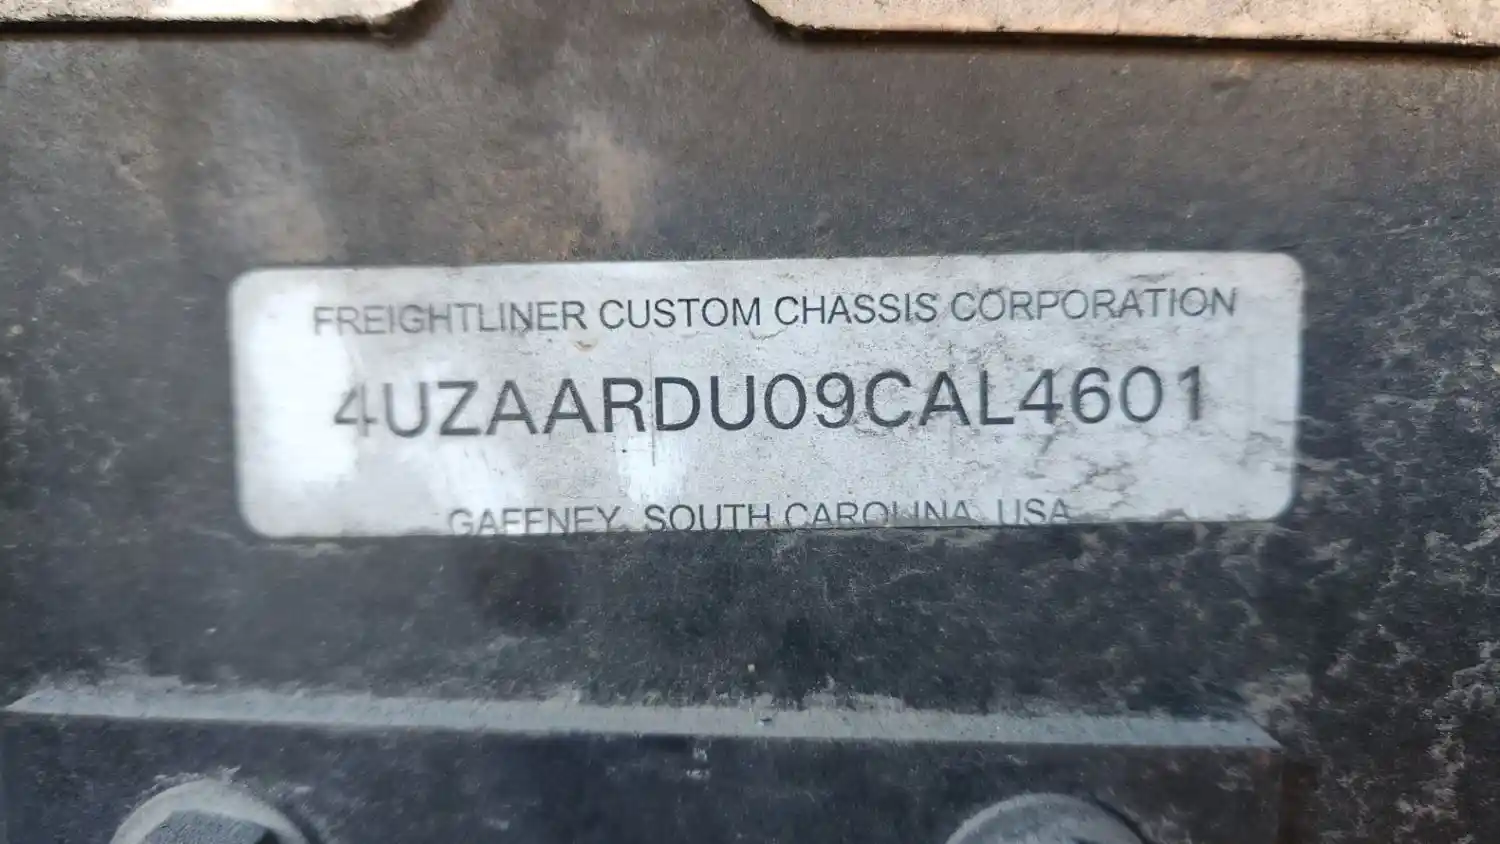 FREIGHTLINER CUSTOM CHASSIS CORPORATION
4UZAARDU09CAL4601
GAFFNEY, SOUTH CAROLINA, USA